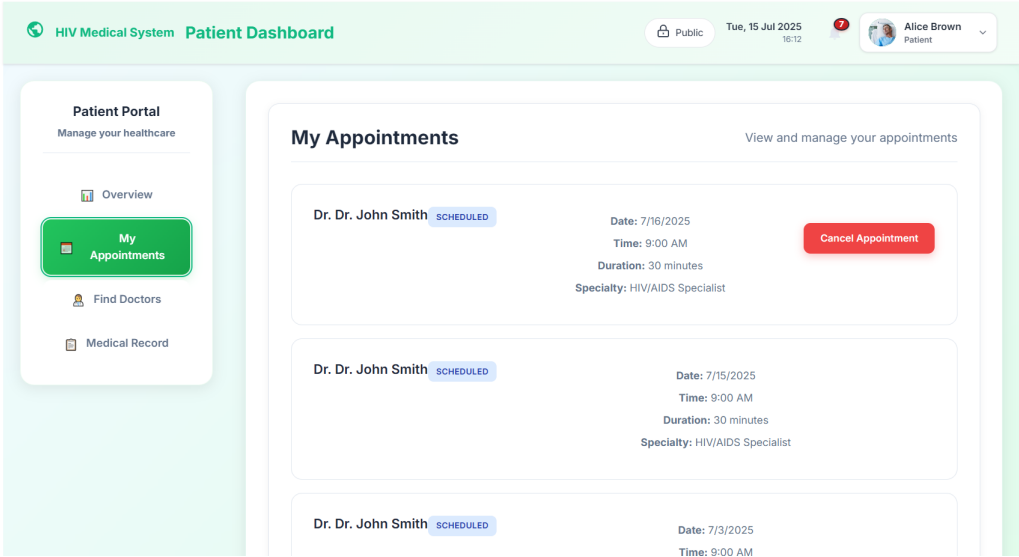 HIV Medical System Patient Dashboard
Public
Tue, 15 Jul 2025
16:12
7
Alice Brown
Patient
Patient Portal
Manage your healthcare
Overview
My
Appointments
Find Doctors
Medical Record
My Appointments
View and manage your appointments
Dr. Dr. John Smith SCHEDULED
Date: 7/16/2025
Time: 9:00 AM
Duration: 30 minutes
Specialty: HIV/AIDS Specialist
Cancel Appointment
Dr. Dr. John Smith SCHEDULED
Date: 7/15/2025
Time: 9:00 AM
Duration: 30 minutes
Specialty: HIV/AIDS Specialist
Dr. Dr. John Smith SCHEDULED
Date: 7/3/2025
Time: 9:00 AM